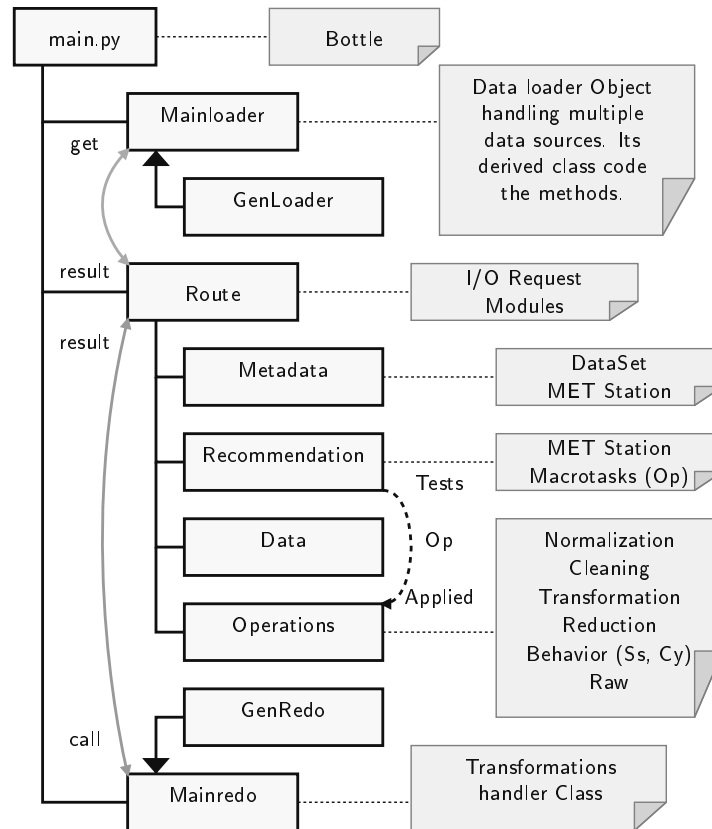 main.py
Bottle
Mainloader
Data loader Object
handling multiple
data sources. Its
derived class code
the methods.
get
GenLoader
result
Route
I/O Request
Modules
result
Metadata
DataSet
MET Station
Recommendation
MET Station
Macrotasks (Op)
Tests
Data
Op
Normalization
Cleaning
Transformation
Reduction
Behavior (Ss, Cy)
Raw
Applied
Operations
GenRedo
call
Mainredo
Transformations
handler Class